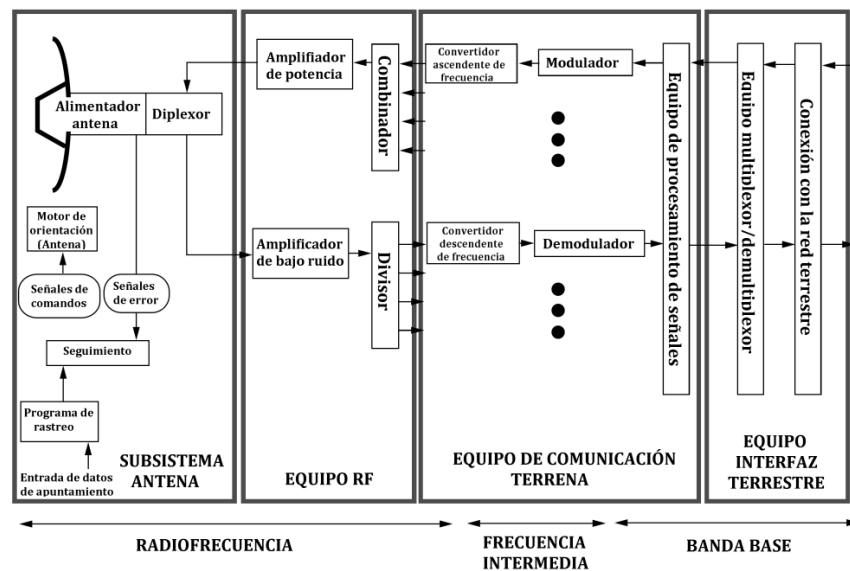 Alimentador
antena
Diplexor
Motor de
orientación
(Antena)
Señales de
comandos
Señales
de error
Seguimiento
Programa de
rastreo
Entrada de datos
de apuntamiento
SUBSISTEMA
ANTENA
Amplifiador
de potencia
Combinador
Amplificador
de bajo ruido
Divisor
EQUIPO RF
Convertidor
ascendente de
frecuencia
Modulador
Convertidor
descendente
de frecuencia
Demodulador
Equipo de procesamiento de señales
EQUIPO DE COMUNICACIÓN
TERRENA
Equipo multiplexor/demultiplexor
Conexión con la red terrestre
EQUIPO
INTERFAZ
TERRESTRE
RADIOFRECUENCIA
FRECUENCIA
INTERMEDIA
BANDA BASE